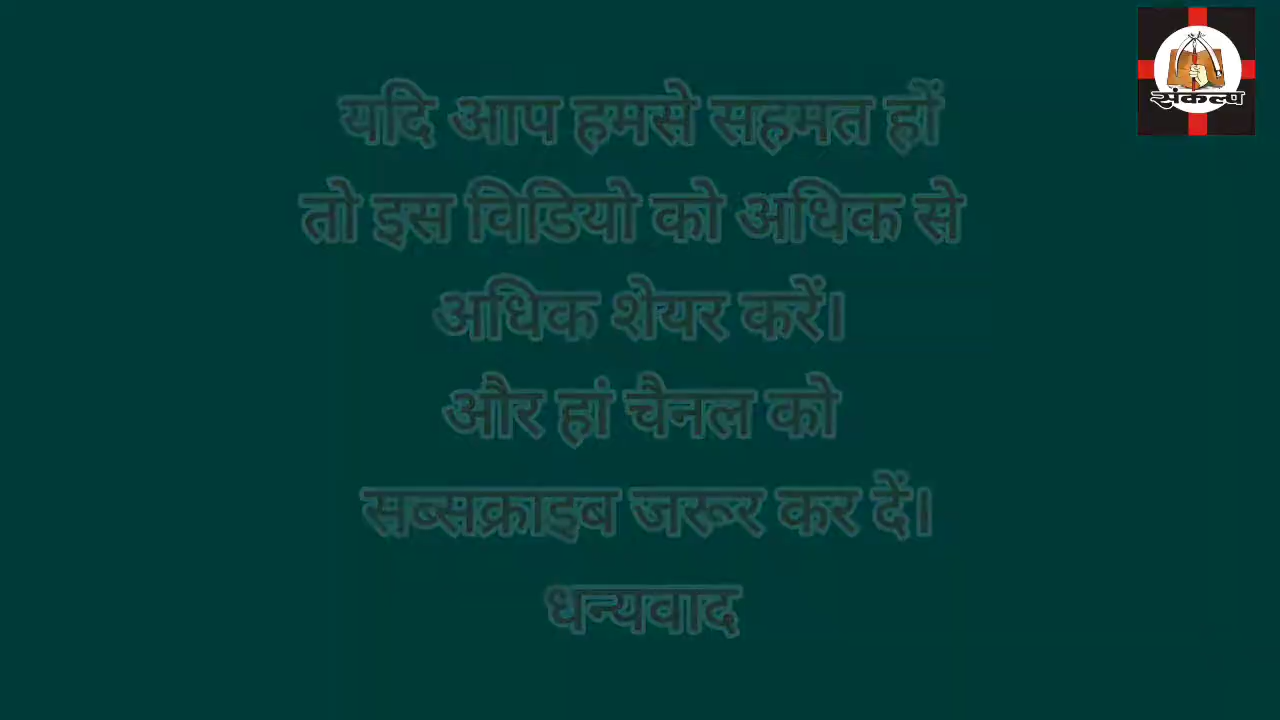 संकल्प
यदि आप हमसे सहमत हों
तो इस विडियो को अधिक से
अधिक शेयर करें।
और हां चैनल को
सब्सक्राइब जरूर कर दें।
धन्यवाद